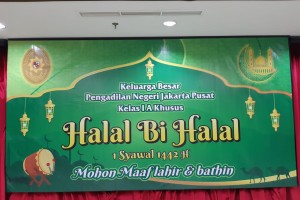 Keluarga Besar
Pengadilan Negeri Jakarta Pusat
Kelas I A Khusus
Halal Bi Halal
1 Syawal 1442 H
Mohon Maaf lahir & bathin